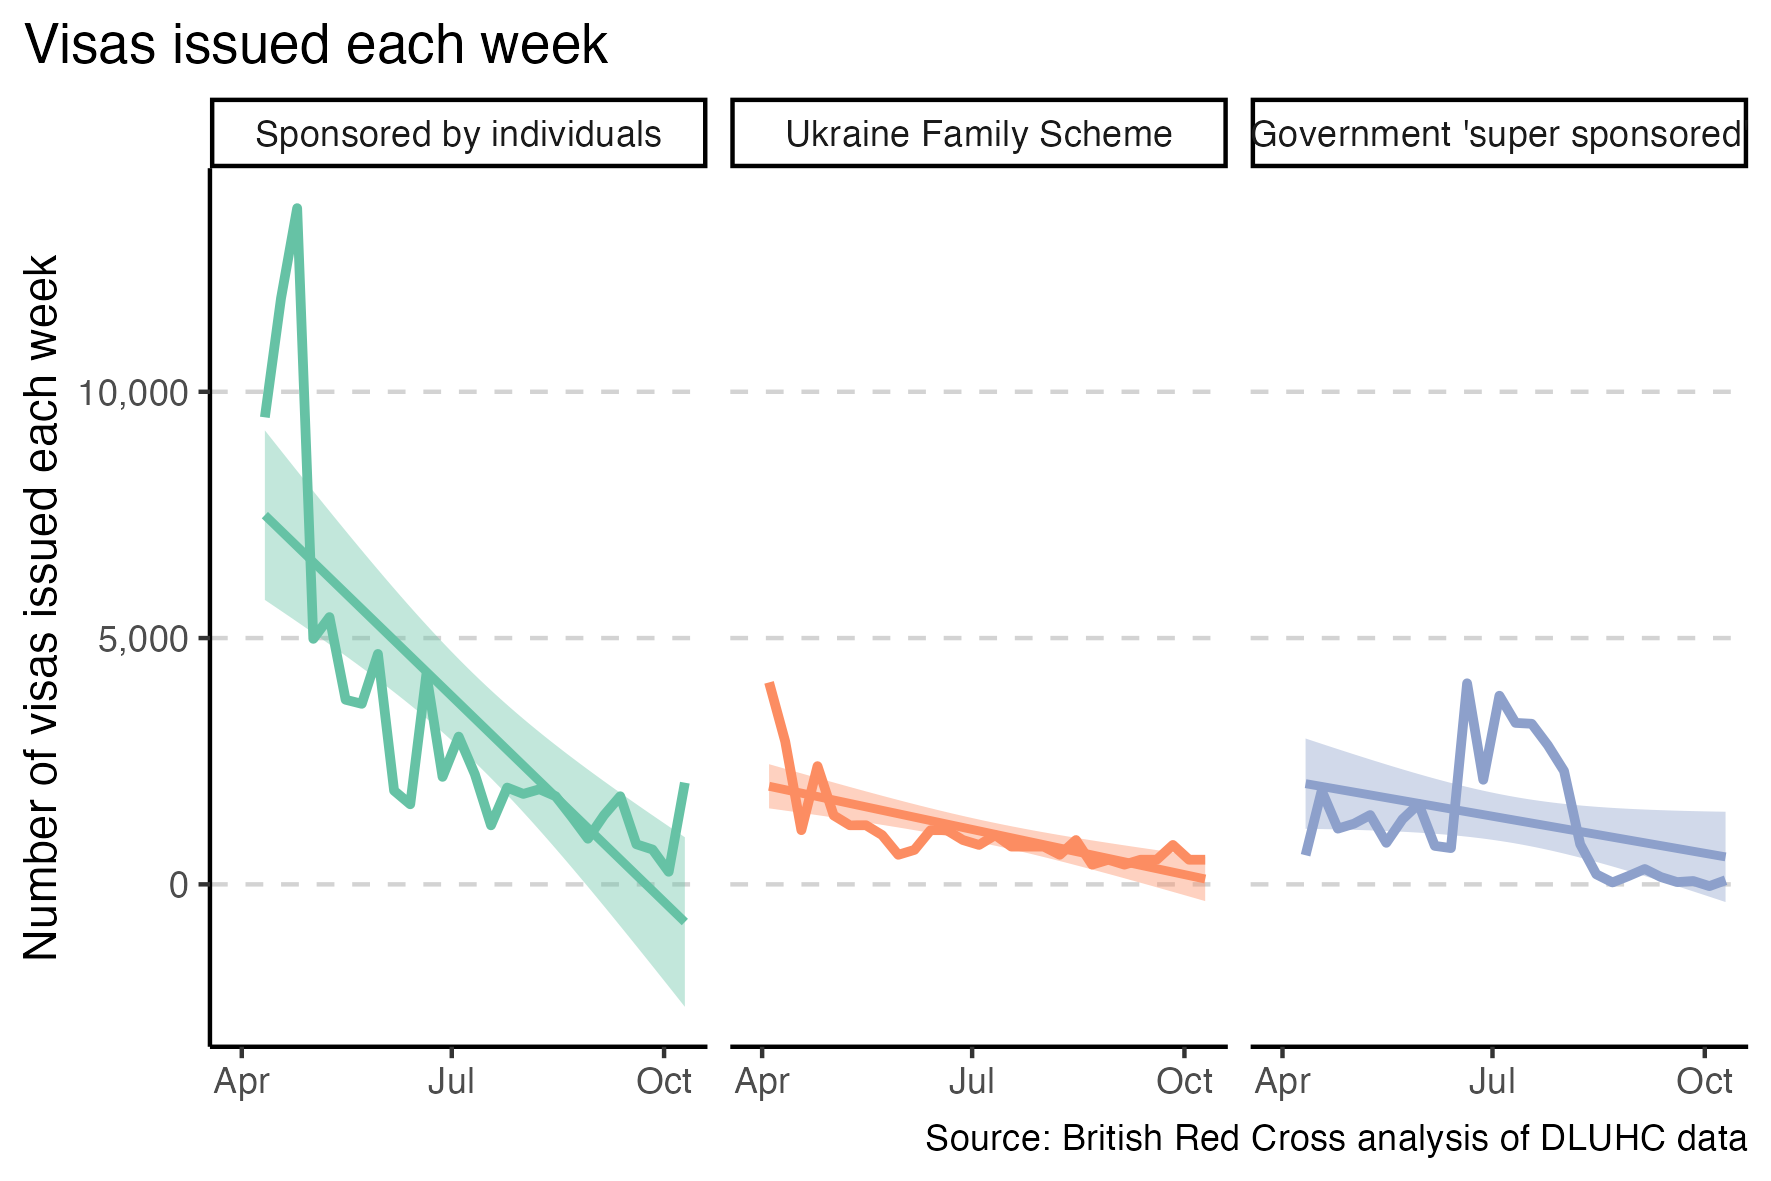 Visas issued each week
Sponsored by individuals
Ukraine Family Scheme
Government 'super sponsored
Number of visas issued each week
10,000
5,000
0
Apr
Jul
Oct
Apr
Jul
Oct
Apr
Jul
Oct
Source: British Red Cross analysis of DLUHC data